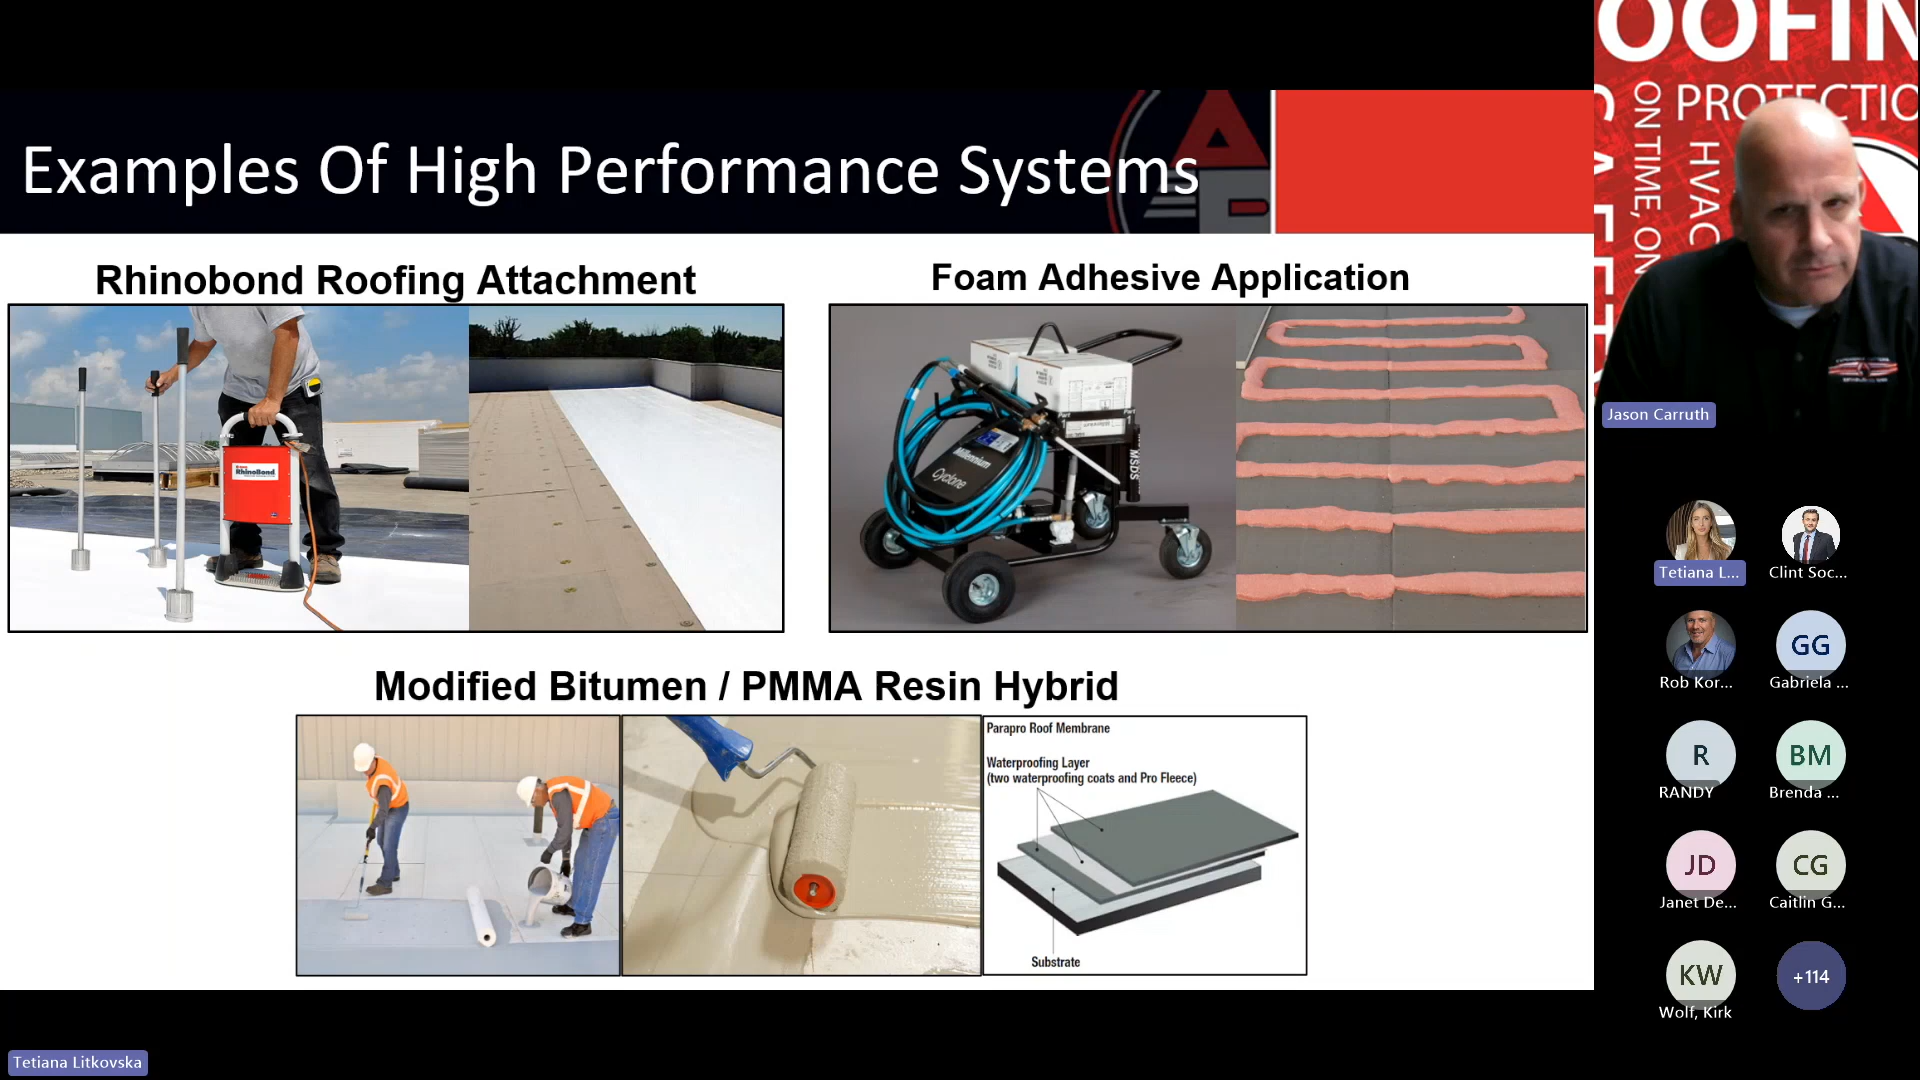 Examples Of High Performance Systems
Rhinobond Roofing Attachment
Foam Adhesive Application
RhinoBond
Millennium
Cyclone
MSDS
Modified Bitumen / PMMA Resin Hybrid
Parapro Roof Membrane
Waterproofing Layer
(two waterproofing coats and Pro Fleece)
Substrate
OOFIN
PROTECTIO
ON TIME, ON
HVAC
Jason Carruth
Tetiana L...
Clint Soc...
Rob Kor...
GG
Gabriela ...
R
RANDY
BM
Brenda ...
JD
Janet De...
CG
Caitlin G...
KW
Wolf, Kirk
+114
Tetiana Litkovska